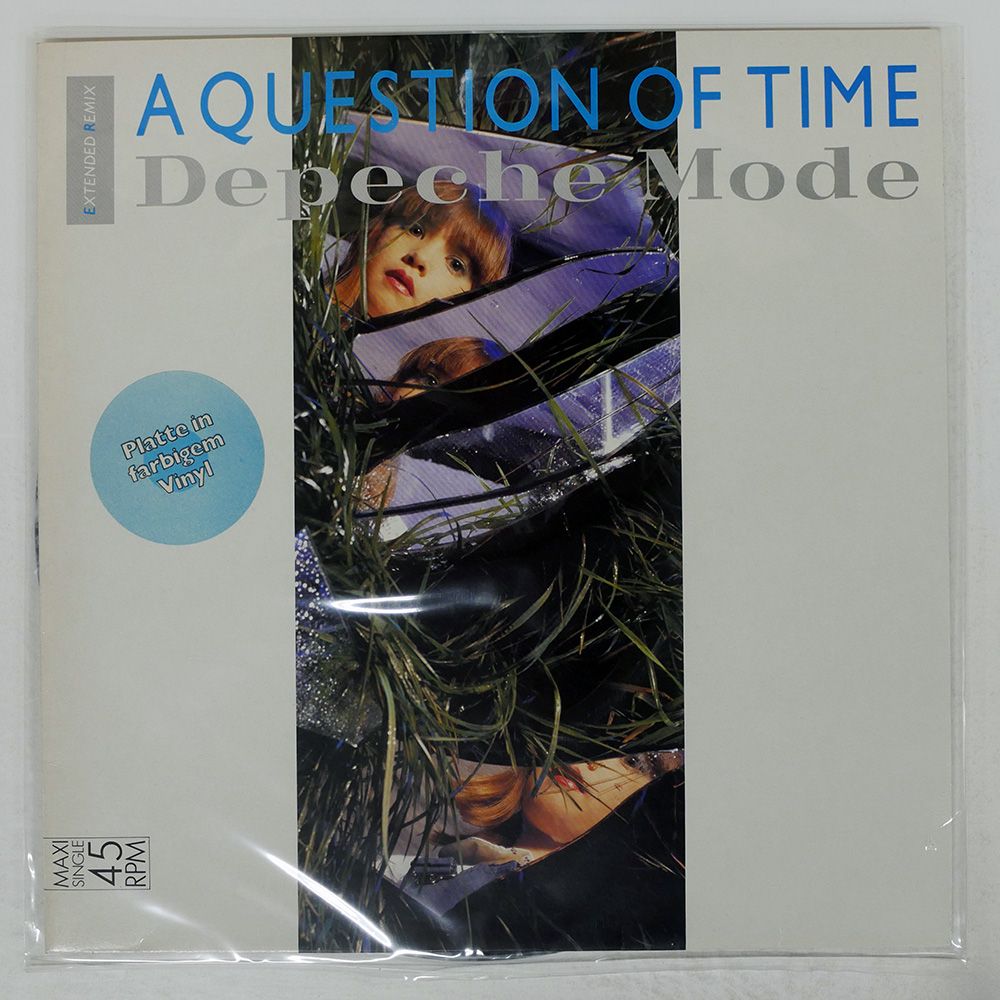 A QUESTION OF TIME
Depeche Mode
EXTENDED REMIX
Platte in
farbigem
Vinyl
MAXI
SINGLE
45
RPM